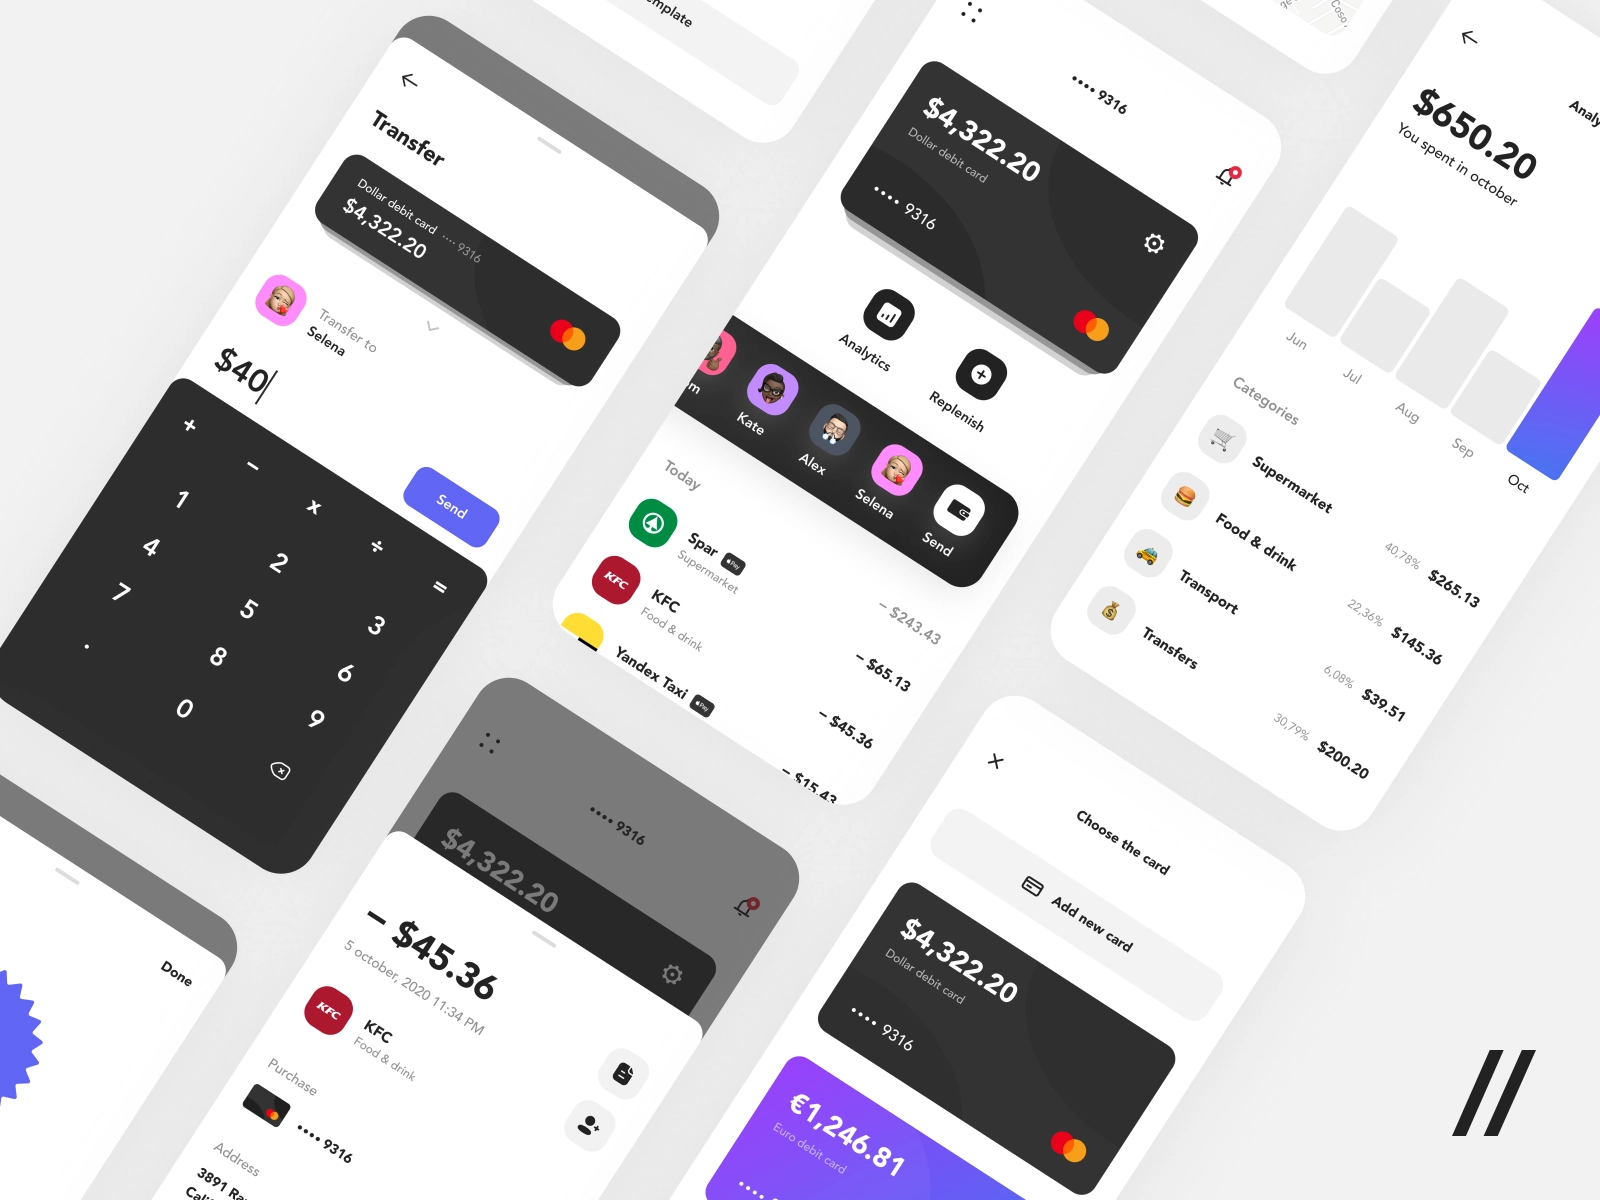 Transfer
Dollar debit card •••• 9316
$4,322.20
Transfer to
Selena
$40
Send
+ − x ÷ =
1 2 3
4 5 6
7 8 9
. 0
•••• 9316
$4,322.20
Dollar debit card
•••• 9316
Analytics
Replenish
Kate
Alex
Selena
Send
Today
− $243.43
Spar Pay
Supermarket
− $65.13
KFC
Food & drink
− $45.36
Yandex Taxi Pay
− $15.43
$650.20
You spent in october
Jun
Jul
Aug
Sep
Oct
Categories
Supermarket
40,78% $265.13
Food & drink
22,36% $145.36
Transport
6,08% $39.51
Transfers
30,79% $200.20
Done
•••• 9316
$4,322.20
− $45.36
5 october, 2020 11:34 PM
KFC
KFC
Food & drink
Purchase
•••• 9316
Address
3891
Choose the card
Add new card
$4,322.20
Dollar debit card
•••• 9316
€1,246.81
Euro debit card